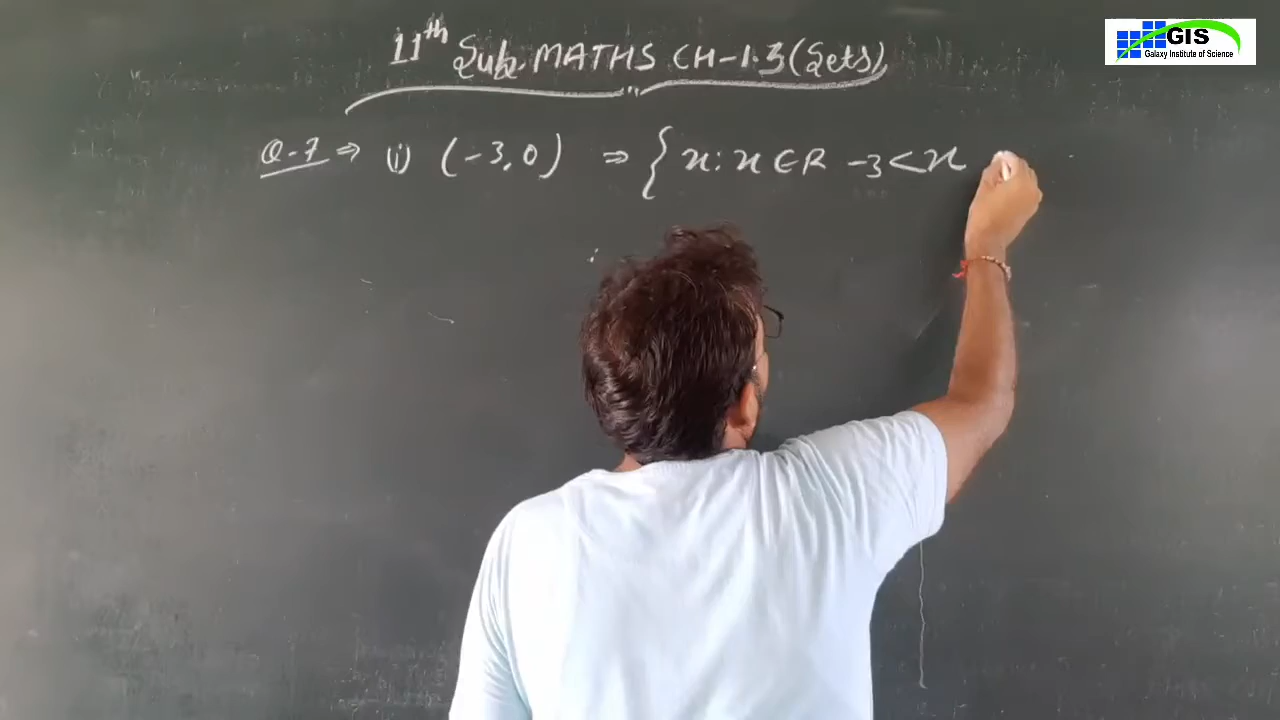 11th Sub. MATHS CH-1.3 (Sets)
GIS
Galaxy Institute of Science
Q-7 ⇒ (i) (-3,0) ⇒ { x : x ∈ R -3 < x